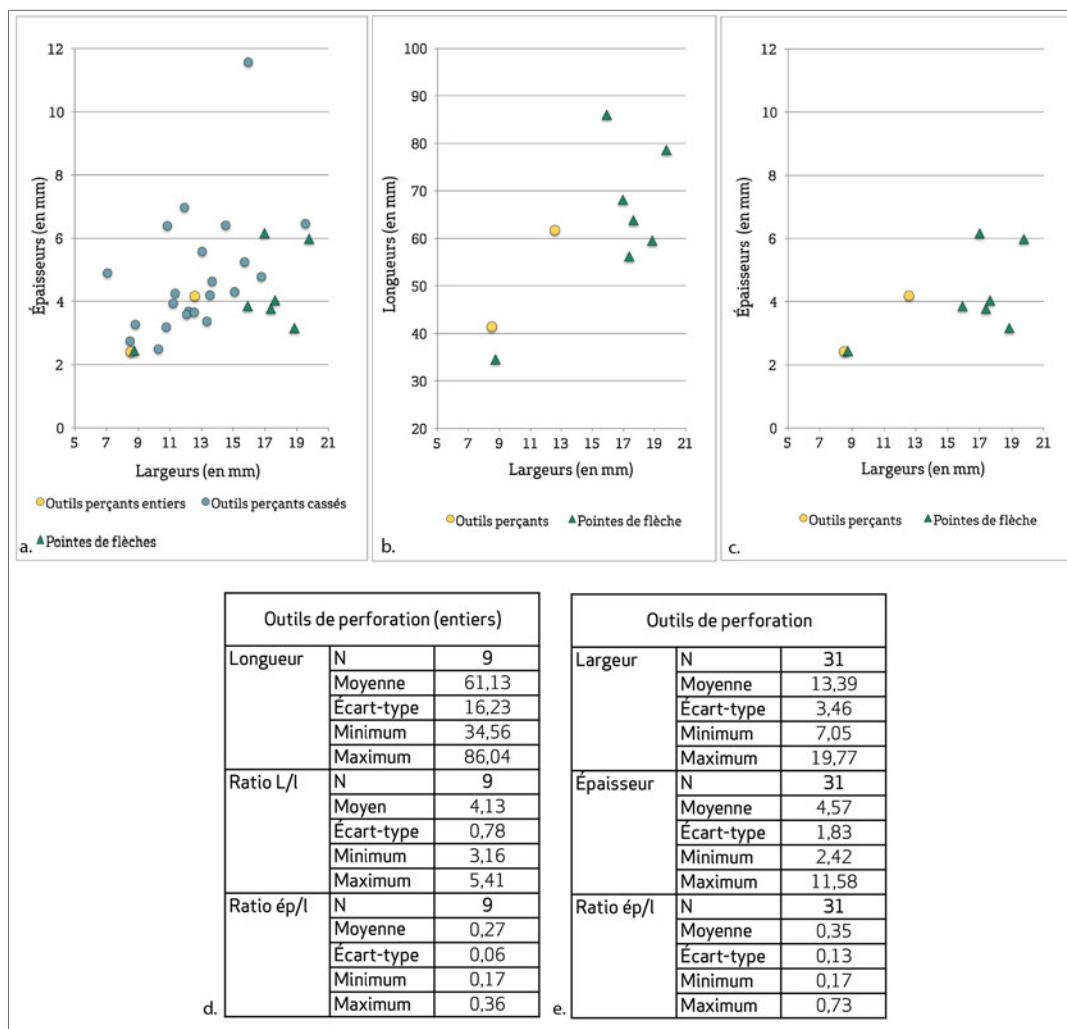 12
10
8
6
4
2
0
Épaisseurs (en mm)
5 7 9 11 13 15 17 19 21
Largeurs (en mm)
Outils perçants entiers Outils perçants cassés
Pointes de flèches
a.
100
90
80
70
60
50
40
30
20
Longueurs (en mm)
5 7 9 11 13 15 17 19 21
Largeurs (en mm)
Outils perçants Pointes de flèche
b.
12
10
8
6
4
2
0
Épaisseurs (en mm)
5 7 9 11 13 15 17 19 21
Largeurs (en mm)
Outils perçants Pointes de flèche
c.
Outils de perforation (entiers)
Longueur N 9
Moyenne 61,13
Écart-type 16,23
Minimum 34,56
Maximum 86,04
Ratio L/l N 9
Moyen 4,13
Écart-type 0,78
Minimum 3,16
Maximum 5,41
Ratio ép/l N 9
Moyenne 0,27
Écart-type 0,06
Minimum 0,17
Maximum 0,36
d.
Outils de perforation
Largeur N 31
Moyenne 13,39
Écart-type 3,46
Minimum 7,05
Maximum 19,77
Épaisseur N 31
Moyenne 4,57
Écart-type 1,83
Minimum 2,42
Maximum 11,58
Ratio ép/l N 31
Moyenne 0,35
Écart-type 0,13
Minimum 0,17
Maximum 0,73
e.